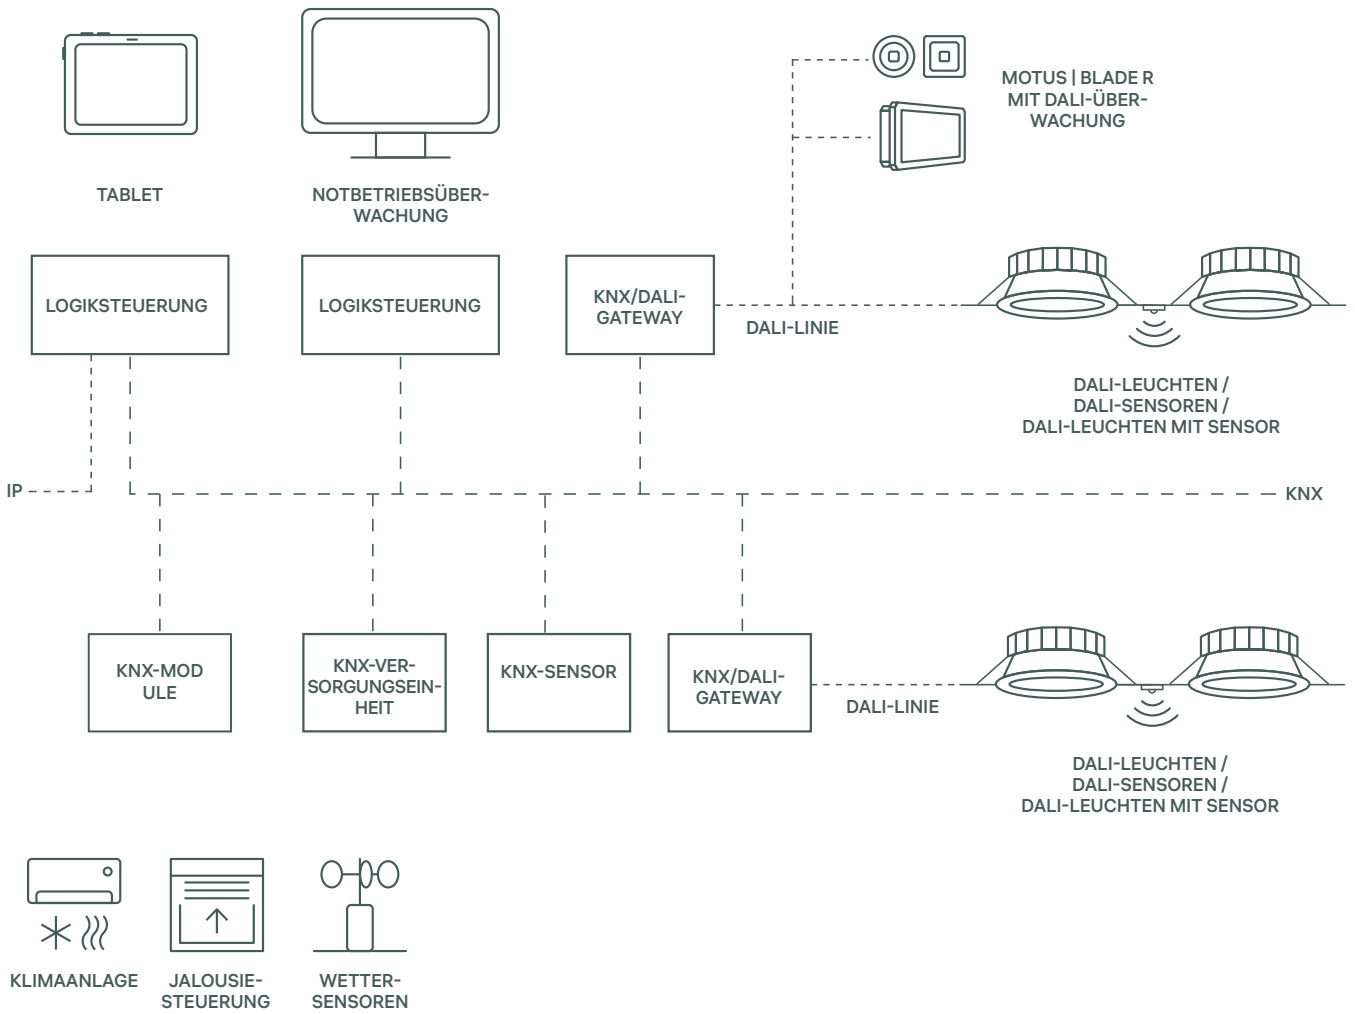 MOTUS | BLADE R
MIT DALI-ÜBER-
WACHUNG
TABLET
NOTBETRIEBSÜBER-
WACHUNG
LOGIKSTEUERUNG
LOGIKSTEUERUNG
KNX/DALI-
GATEWAY
DALI-LINIE
DALI-LEUCHTEN /
DALI-SENSOREN /
DALI-LEUCHTEN MIT SENSOR
IP
KNX
KNX-MOD
ULE
KNX-VER-
SORGUNGSEIN-
HEIT
KNX-SENSOR
KNX/DALI-
GATEWAY
DALI-LINIE
DALI-LEUCHTEN /
DALI-SENSOREN /
DALI-LEUCHTEN MIT SENSOR
KLIMAANLAGE
JALOUSIE-
STEUERUNG
WETTER-
SENSOREN